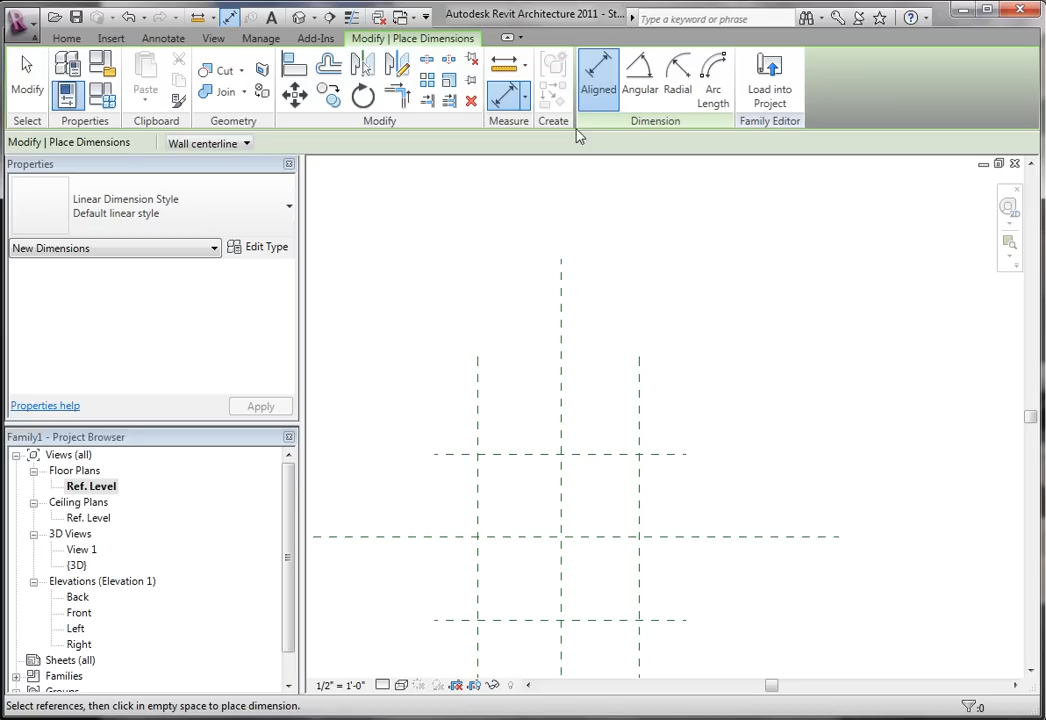 Autodesk Revit Architecture 2011 - St...
Type a keyword or phrase
Home
Insert
Annotate
View
Manage
Add-Ins
Modify | Place Dimensions
Modify
Paste
Cut
Join
Aligned
Angular
Radial
Arc
Length
Load into
Project
Select
Properties
Clipboard
Geometry
Modify
Measure
Create
Dimension
Family Editor
Modify | Place Dimensions
Wall centerline
Properties
Linear Dimension Style
Default linear style
New Dimensions
Edit Type
Properties help
Apply
Family1 - Project Browser
Views (all)
Floor Plans
Ref. Level
Ceiling Plans
Ref. Level
3D Views
View 1
{3D}
Elevations (Elevation 1)
Back
Front
Left
Right
Sheets (all)
Families
Groups
2D
1/2" = 1'-0"
Select references, then click in empty space to place dimension.
:0